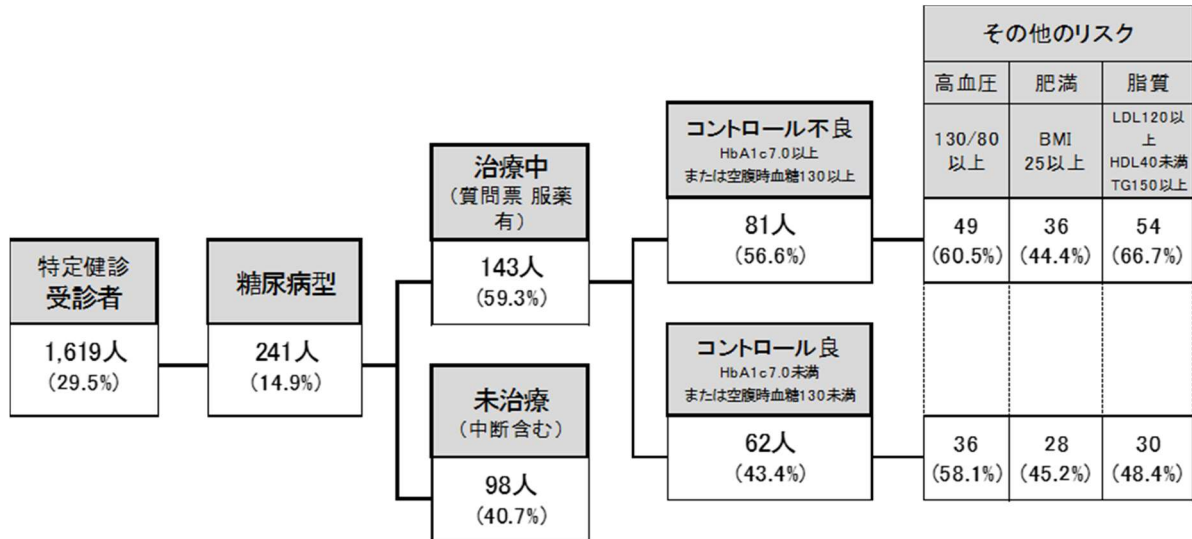 その他のリスク
高血圧
肥満
脂質
130/80
以上
BMI
25以上
LDL120以
上
HDL40未満
TG150以上
コントロール不良
HbA1c7.0以上
または空腹時血糖130以上
81人
(56.6%)
49
(60.5%)
36
(44.4%)
54
(66.7%)
治療中
(質問票 服薬
有)
143人
(59.3%)
特定健診
受診者
1,619人
(29.5%)
糖尿病型
241人
(14.9%)
コントロール良
HbA1c7.0未満
または空腹時血糖130未満
62人
(43.4%)
36
(58.1%)
28
(45.2%)
30
(48.4%)
未治療
(中断含む)
98人
(40.7%)